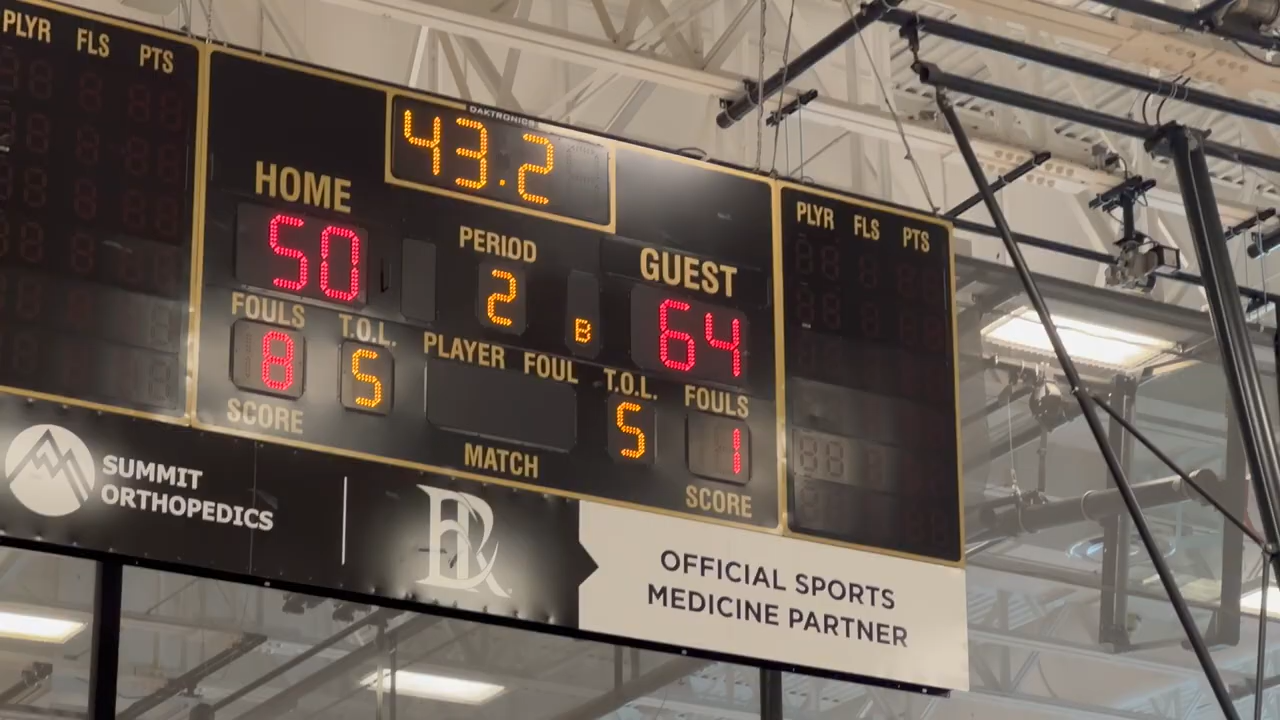 PLYR FLS PTS
DAKTRONICS
43.2
HOME
50
PERIOD
2
B
GUEST
64
PLYR FLS PTS
FOULS T.O.L.
8 5
PLAYER FOUL
T.O.L. FOULS
5 1
SCORE
MATCH
SCORE
SUMMIT
ORTHOPEDICS
OFFICIAL SPORTS
MEDICINE PARTNER